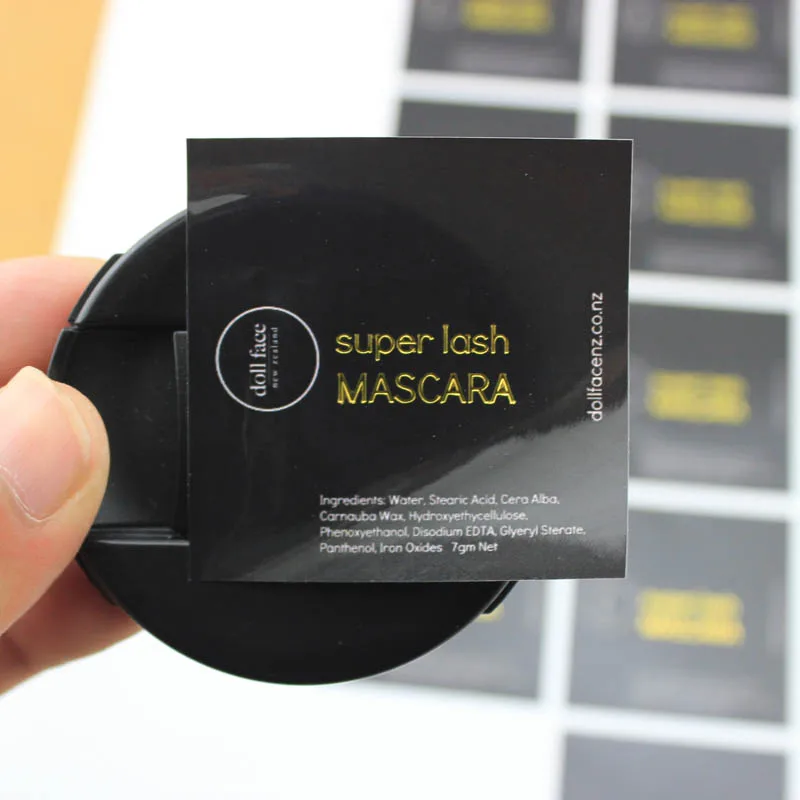 doll face
new zealand
super lash
MASCARA
dollfacenz.co.nz
Ingredients: Water, Stearic Acid, Cera Alba,
Carnauba Wax, Hydroxyethycellulose,
Phenoxyethanol, Disodium EDTA, Glyeryl Sterate,
Panthenol, Iron Oxides 7gm Net